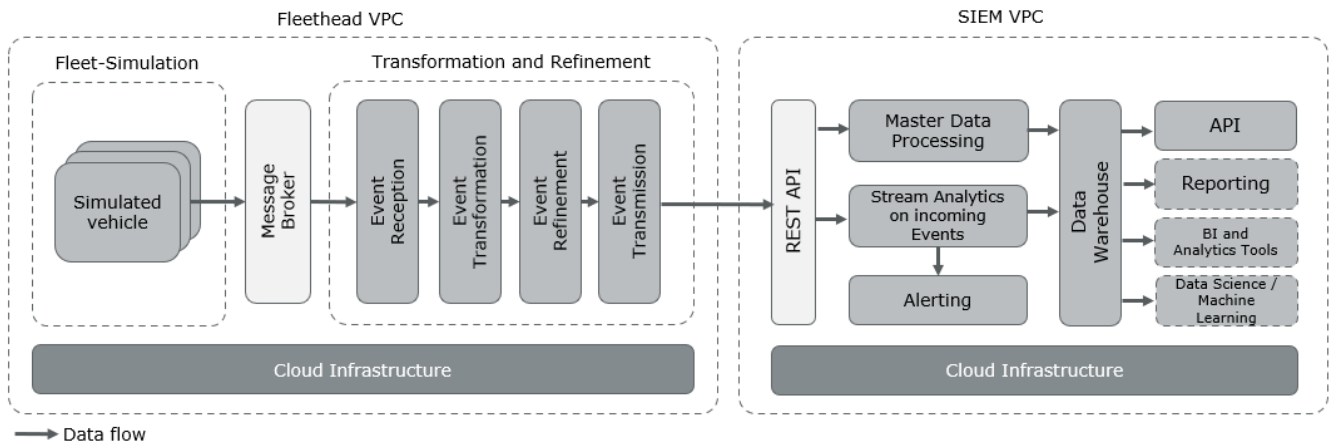 Fleethead VPC
SIEM VPC
Fleet-Simulation
Transformation and Refinement
Simulated
vehicle
Message
Broker
Event
Reception
Event
Transformation
Event
Refinement
Event
Transmission
REST API
Master Data
Processing
Stream Analytics
on incoming
Events
Alerting
Data
Warehouse
API
Reporting
BI and
Analytics Tools
Data Science /
Machine
Learning
Cloud Infrastructure
Cloud Infrastructure
Data flow